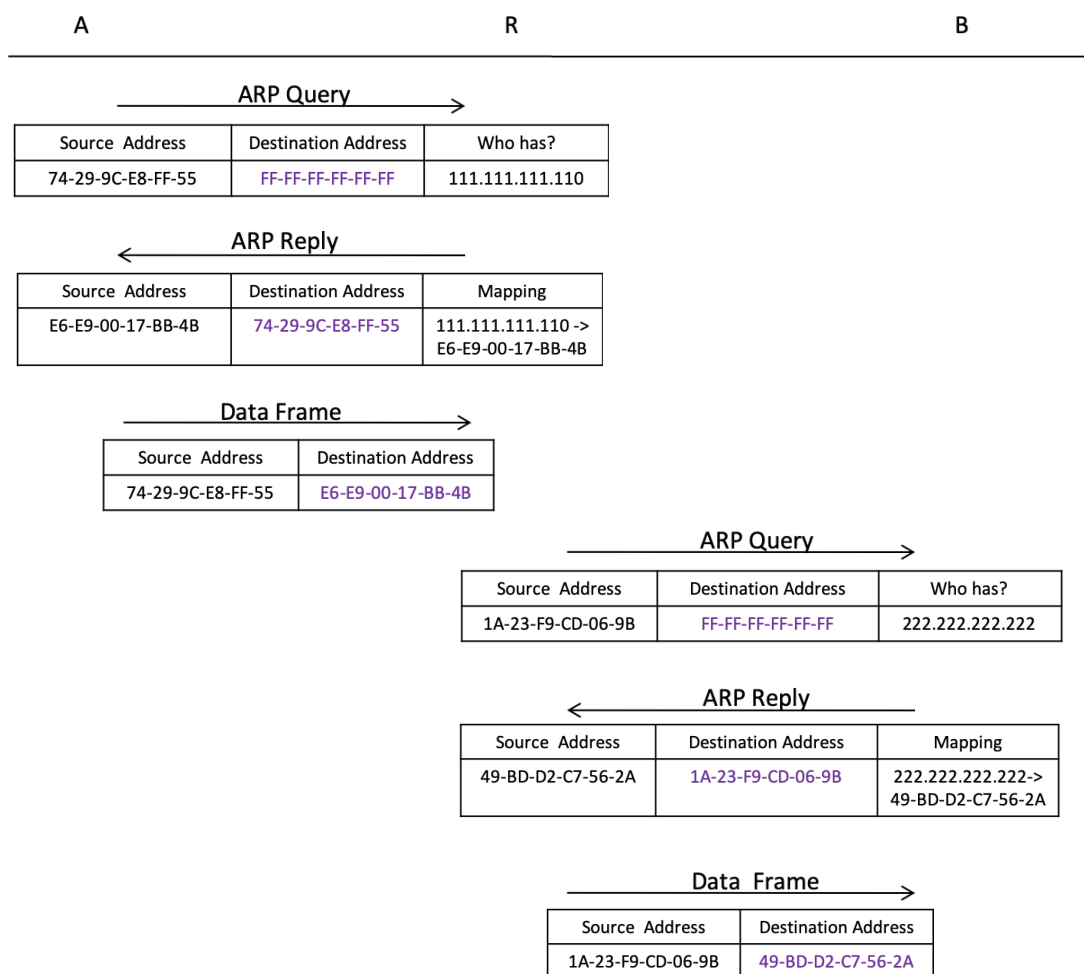 A R B
ARP Query
Source Address Destination Address Who has?
74-29-9C-E8-FF-55 FF-FF-FF-FF-FF-FF 111.111.111.110
ARP Reply
Source Address Destination Address Mapping
E6-E9-00-17-BB-4B 74-29-9C-E8-FF-55 111.111.111.110 ->
E6-E9-00-17-BB-4B
Data Frame
Source Address Destination Address
74-29-9C-E8-FF-55 E6-E9-00-17-BB-4B
ARP Query
Source Address Destination Address Who has?
1A-23-F9-CD-06-9B FF-FF-FF-FF-FF-FF 222.222.222.222
ARP Reply
Source Address Destination Address Mapping
49-BD-D2-C7-56-2A 1A-23-F9-CD-06-9B 222.222.222.222->
49-BD-D2-C7-56-2A
Data Frame
Source Address Destination Address
1A-23-F9-CD-06-9B 49-BD-D2-C7-56-2A